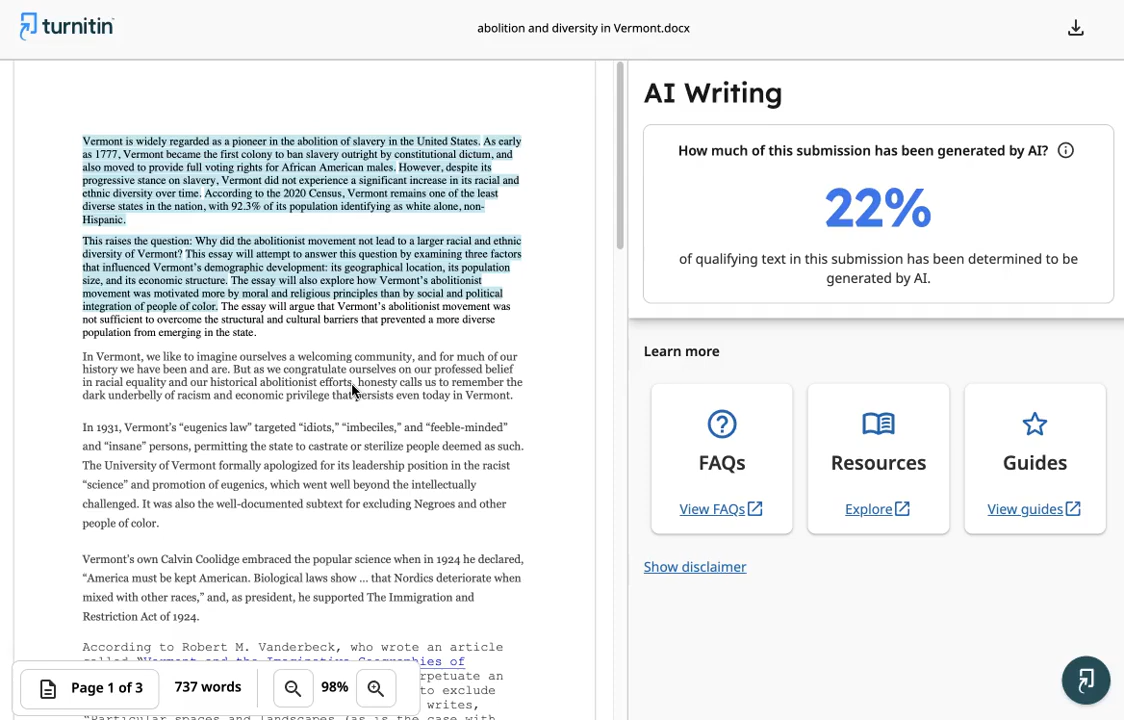 turnitin
abolition and diversity in Vermont.docx
Vermont is widely regarded as a pioneer in the abolition of slavery in the United States. As early
as 1777, Vermont became the first colony to ban slavery outright by constitutional dictum, and
also moved to provide full voting rights for African American males. However, despite its
progressive stance on slavery, Vermont did not experience a significant increase in its racial and
ethnic diversity over time. According to the 2020 Census, Vermont remains one of the least
diverse states in the nation, with 92.3% of its population identifying as white alone, non-
Hispanic.
This raises the question: Why did the abolitionist movement not lead to a larger racial and ethnic
diversity of Vermont? This essay will attempt to answer this question by examining three factors
that influenced Vermont's demographic development: its geographical location, its population
size, and its economic structure. The essay will also explore how Vermont's abolitionist
movement was motivated more by moral and religious principles than by social and political
integration of people of color. The essay will argue that Vermont's abolitionist movement was
not sufficient to overcome the structural and cultural barriers that prevented a more diverse
population from emerging in the state.
In Vermont, we like to imagine ourselves a welcoming community, and for much of our
history we have been and are. But as we congratulate ourselves on our professed belief
in racial equality and our historical abolitionist efforts, honesty calls us to remember the
dark underbelly of racism and economic privilege that persists even today in Vermont.
In 1931, Vermont's “eugenics law” targeted “idiots,” “imbeciles,” and “feeble-minded”
and “insane” persons, permitting the state to castrate or sterilize people deemed as such.
The University of Vermont formally apologized for its leadership position in the racist
“science” and promotion of eugenics, which went well beyond the intellectually
challenged. It was also the well-documented subtext for excluding Negroes and other
people of color.
Vermont's own Calvin Coolidge embraced the popular science when in 1924 he declared,
“America must be kept American. Biological laws show ... that Nordics deteriorate when
mixed with other races,” and, as president, he supported The Immigration and
Restriction Act of 1924.
According to Robert M. Vanderbeck, who wrote an article
called “Vermont and the Imaginative Geographies of
rpetuate an
to exclude
writes,
“Particular spaces and landscapes (as is the case with
Page 1 of 3
737 words
98%
AI Writing
How much of this submission has been generated by AI?
22%
of qualifying text in this submission has been determined to be
generated by AI.
Learn more
FAQs
View FAQs
Resources
Explore
Guides
View guides
Show disclaimer